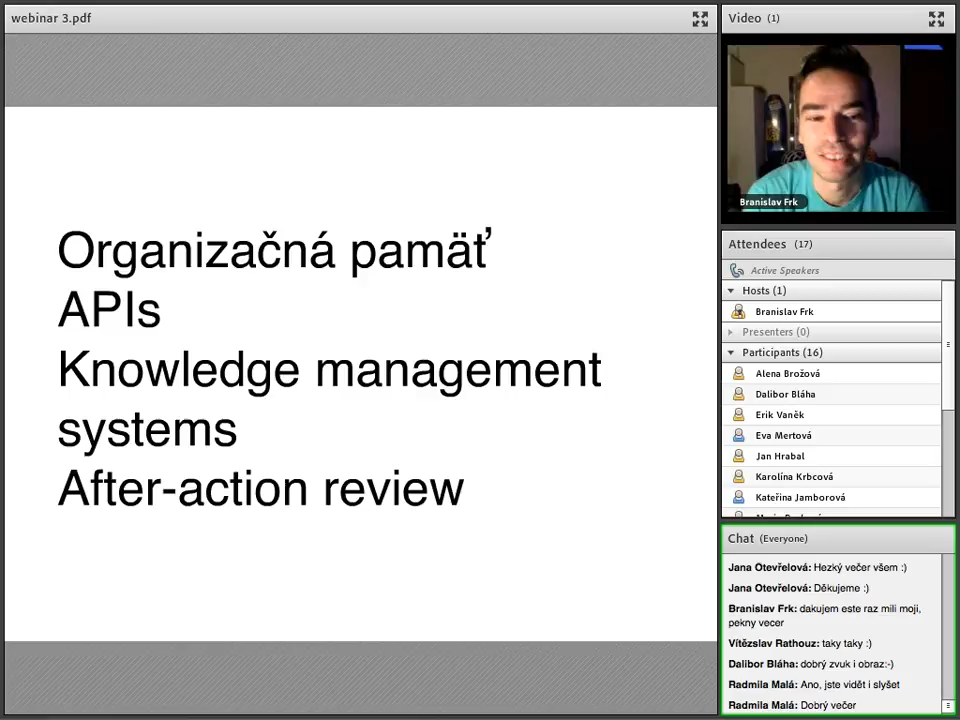 webinar 3.pdf
Organizačná pamäť
APIs
Knowledge management
systems
After-action review
Video (1)
Branislav Frk
Attendees (17)
Active Speakers
Hosts (1)
Branislav Frk
Presenters (0)
Participants (16)
Alena Brožová
Dalibor Bláha
Erik Vaněk
Eva Mertová
Jan Hrabal
Karolína Krbcová
Kateřina Jamborová
Chat (Everyone)
Jana Otevřelová: Hezký večer všem :)
Jana Otevřelová: Děkujeme :)
Branislav Frk: dakujem este raz mili moji,
pekny vecer
Vítězslav Rathouz: taky taky :)
Dalibor Bláha: dobrý zvuk i obraz:-)
Radmila Malá: Ano, jste vidět i slyšet
Radmila Malá: Dobrý večer